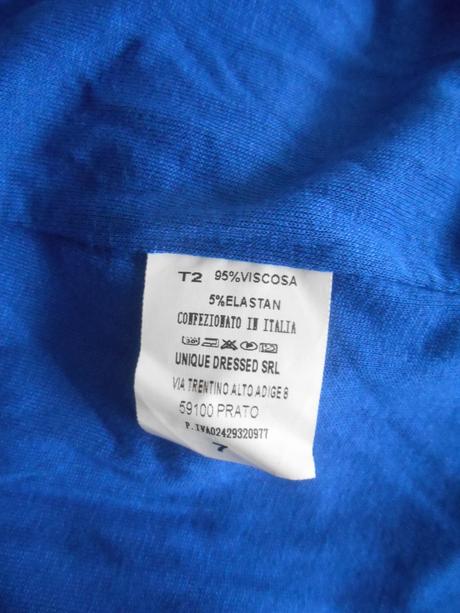 T2 95%VISCOSA
5%ELASTAN
CONFEZIONATO IN ITALIA
UNIQUE DRESSED SRL
VIA TRENTINO ALTO ADIGE 8
59100 PRATO
P.IVA02429320977
7